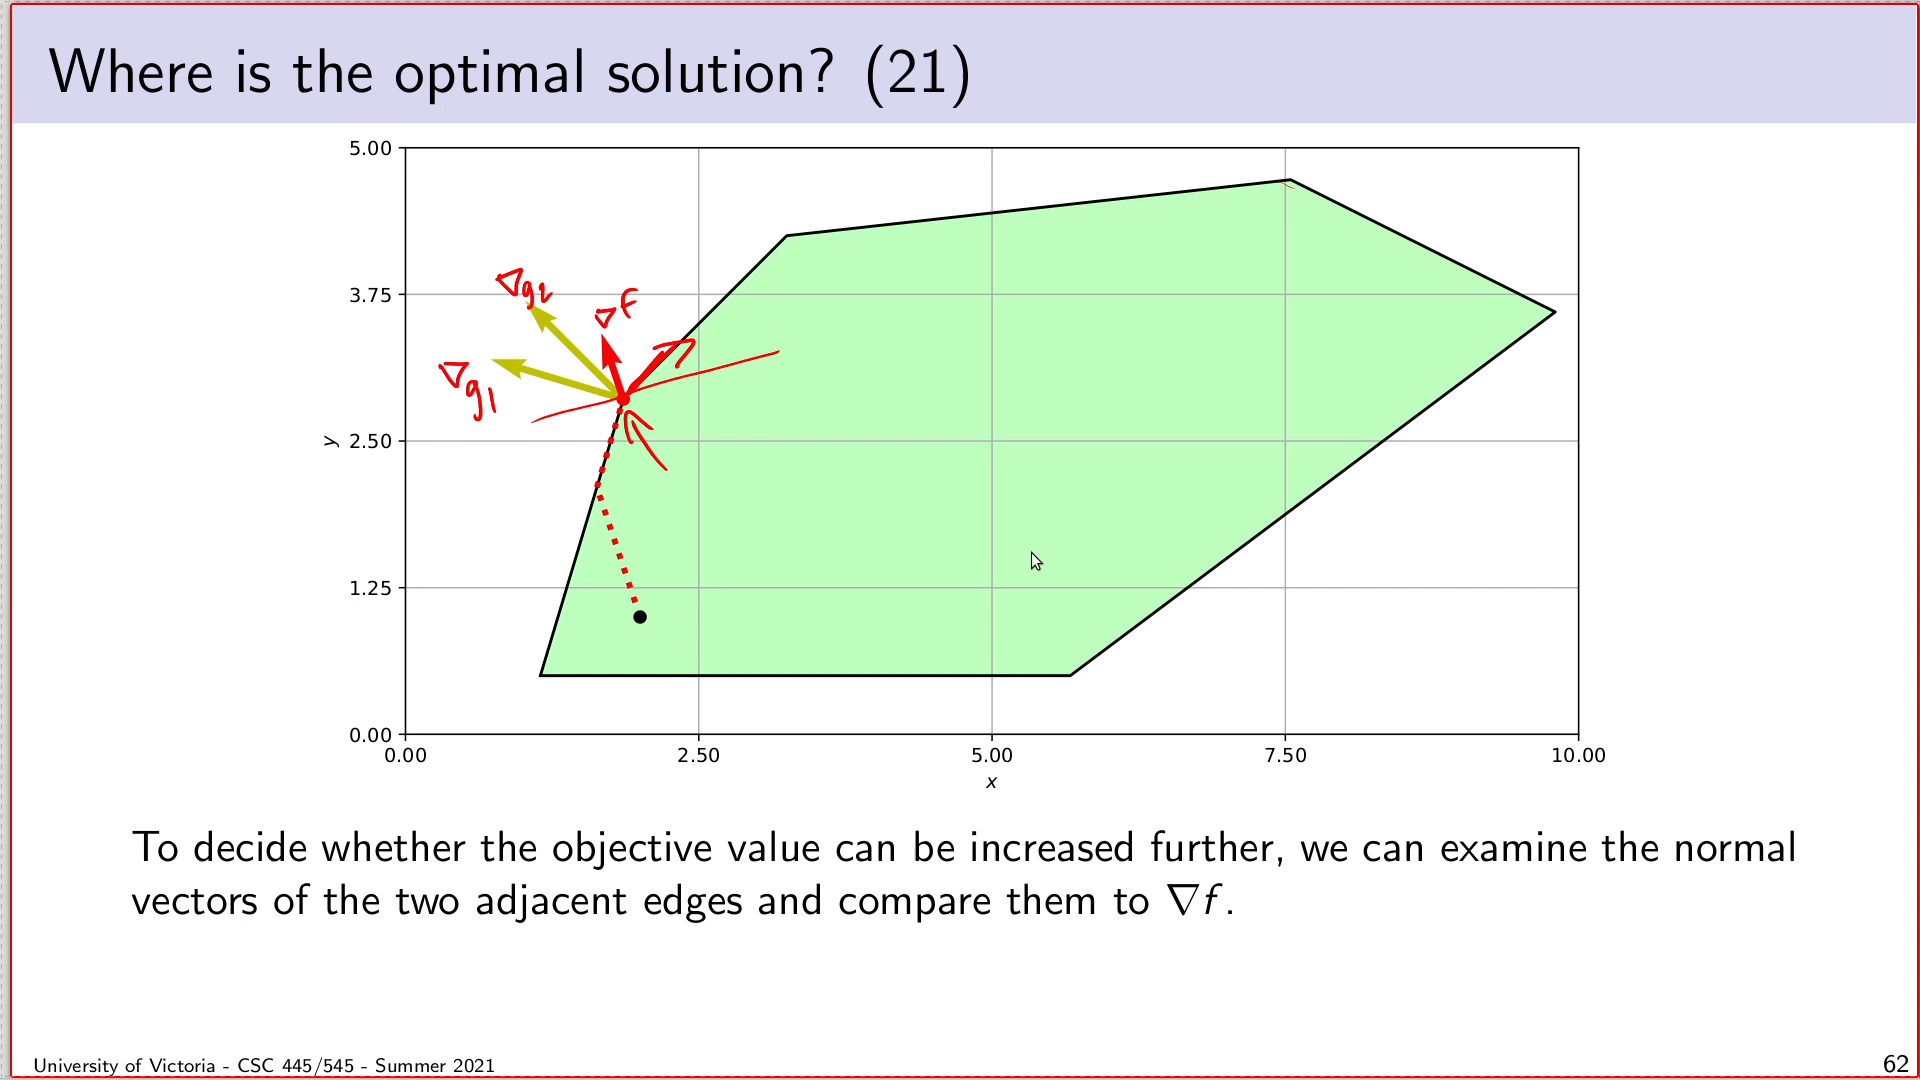 Where is the optimal solution? (21)
5.00
3.75
2.50
1.25
0.00
y
0.00 2.50 5.00 7.50 10.00
x
∇g2
∇f
∇g1
To decide whether the objective value can be increased further, we can examine the normal
vectors of the two adjacent edges and compare them to ∇f.
University of Victoria - CSC 445/545 - Summer 2021
62